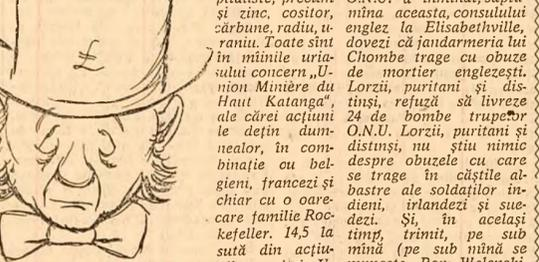 £
și zinc, cositor,
cărbune, radiu, u-
raniu. Toate sînt
în mîinile uria-
șului concern „U-
nion Minière du
Haut Katanga",
ale cărei acțiuni
le dețin dum-
nealor, în com-
binație cu bel-
gieni, francezi și
chiar cu o oare-
care familie Roc-
kefeller. 14,5 la
sută din acțiu-
mîna aceasta, consulului
englez la Elisabethville,
dovezi că jandarmeria lui
Chombe trage cu obuze
de mortier englezești.
Lorzii, puritani și dis-
tinși, refuză să livreze
24 de bombe trupelor
O.N.U. Lorzii, puritani și
distinși, nu știu nimic
despre obuzele cu care
se trage în căștile al-
bastre ale soldaților in-
dieni, irlandezi și sue-
dezi. Și, în același
timp, trimit, pe sub
mînă (pe sub mînă se